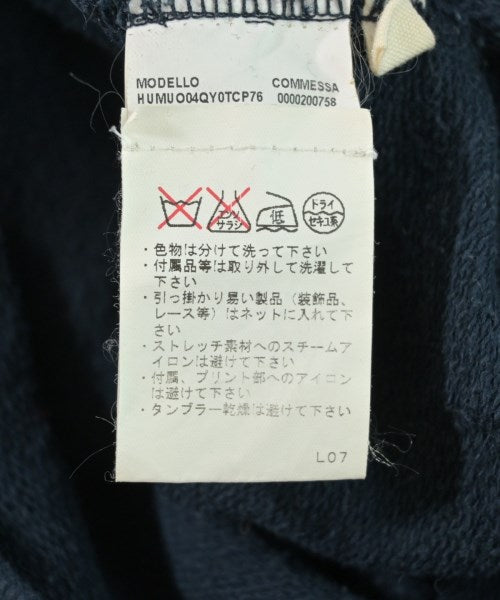 MODELLO COMMESSA
HUMUO04QY0TCP76 0000200758
エンソ サラシ 低 ドライ セキユ系
・色物は分けて洗って下さい
・付属品等は取り外して洗濯して
下さい
・引っ掛かり易い製品（装飾品、
レース等）はネットに入れて下
さい
・ストレッチ素材へのスチームア
イロンは避けて下さい
・付属、プリント部へのアイロン
は避けて下さい
・タンブラー乾燥は避けて下さい
L07